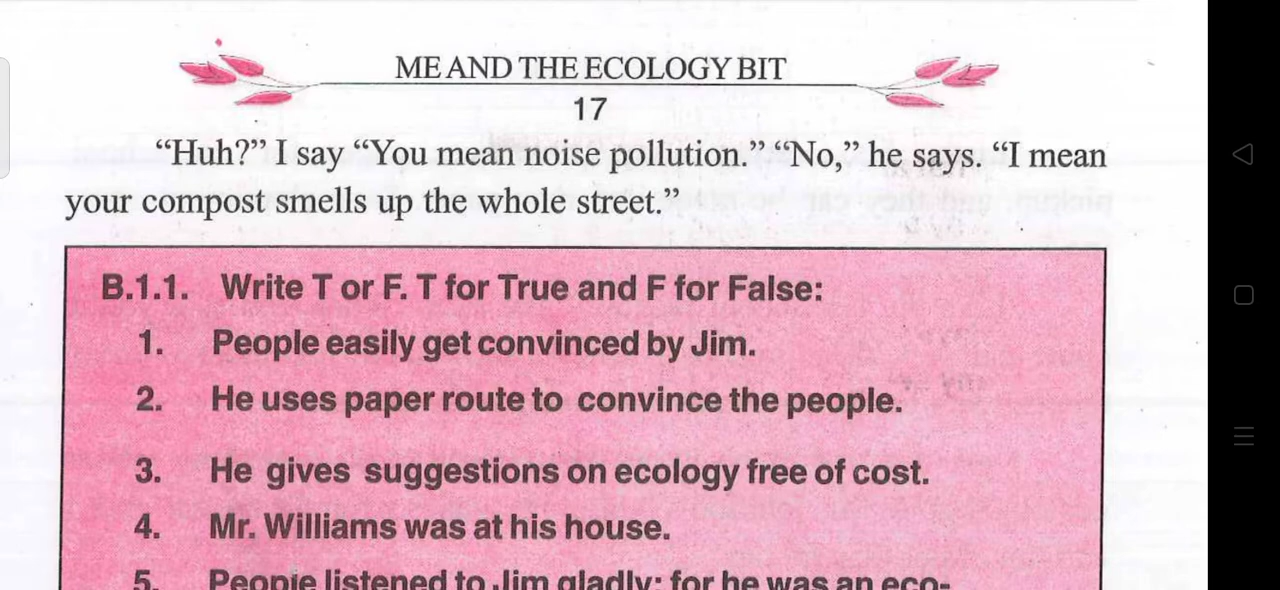 ME AND THE ECOLOGY BIT
17
“Huh?” I say “You mean noise pollution.” “No,” he says. “I mean
your compost smells up the whole street.”
B.1.1. Write T or F. T for True and F for False:
1. People easily get convinced by Jim.
2. He uses paper route to convince the people.
3. He gives suggestions on ecology free of cost.
4. Mr. Williams was at his house.
5. People listened to Jim gladly; for he was an eco-